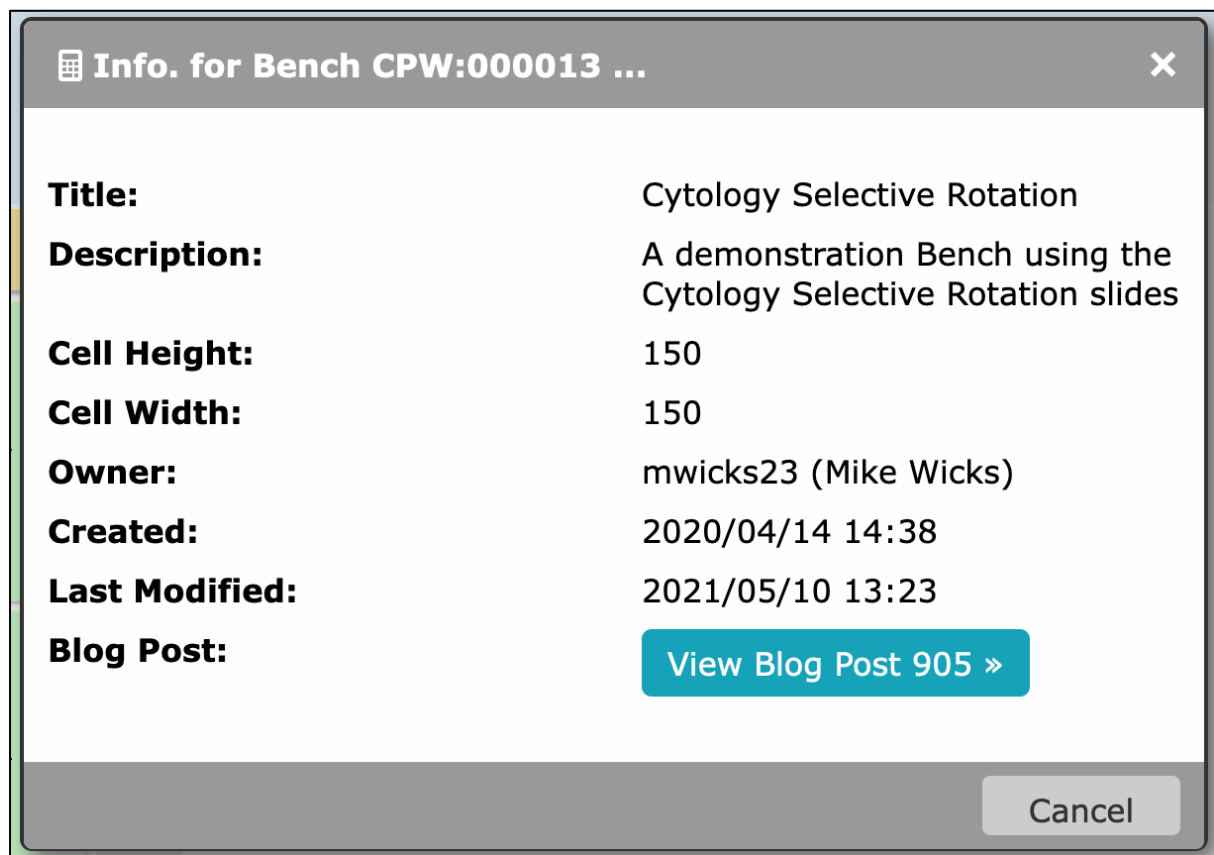 Info. for Bench CPW:000013 ...
Title: Cytology Selective Rotation
Description: A demonstration Bench using the
Cytology Selective Rotation slides
Cell Height: 150
Cell Width: 150
Owner: mwicks23 (Mike Wicks)
Created: 2020/04/14 14:38
Last Modified: 2021/05/10 13:23
Blog Post: View Blog Post 905 »
Cancel